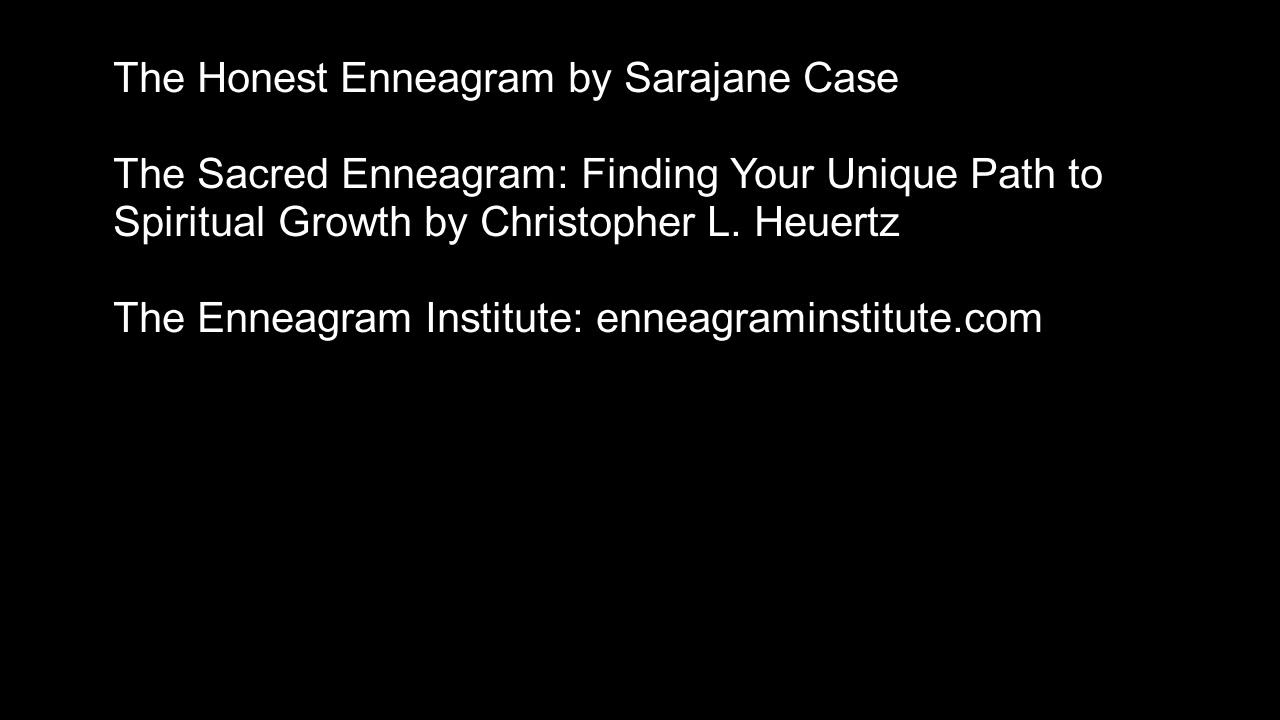 The Honest Enneagram by Sarajane Case
The Sacred Enneagram: Finding Your Unique Path to
Spiritual Growth by Christopher L. Heuertz
The Enneagram Institute: enneagraminstitute.com